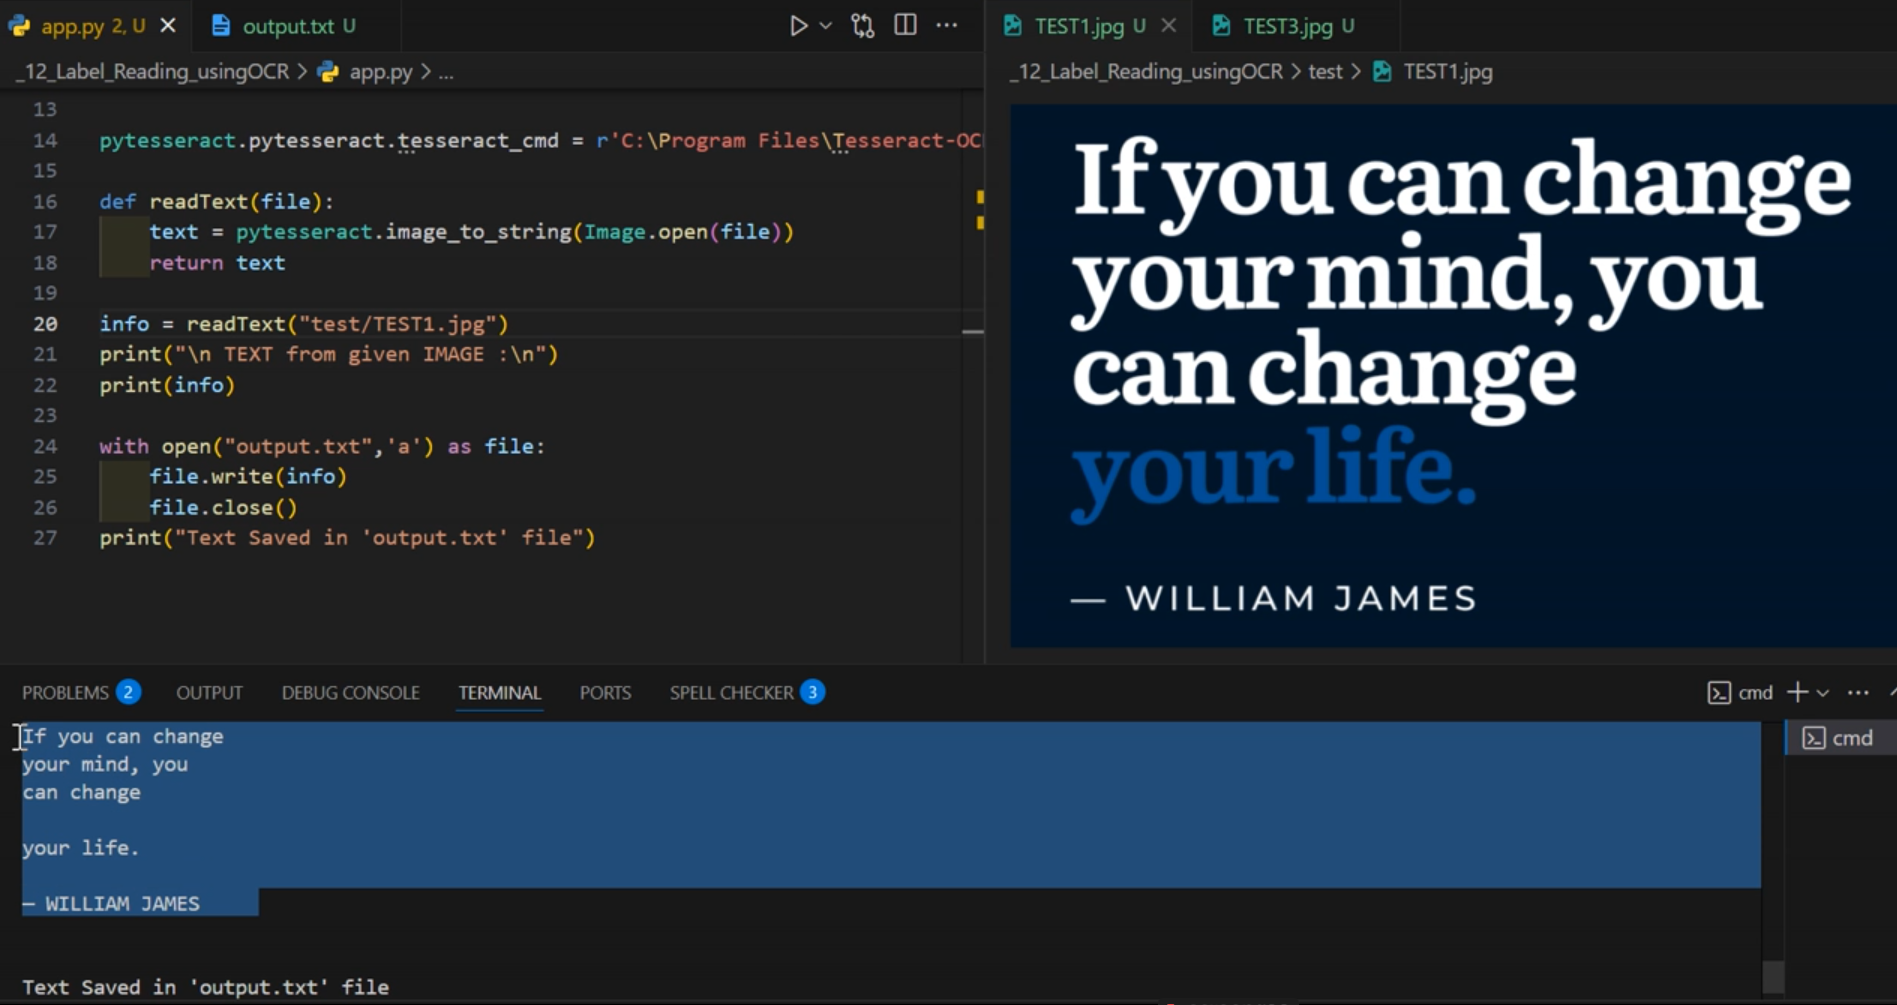 app.py 2, U
output.txt U
_12_Label_Reading_usingOCR > app.py > ...
13
14 pytesseract.pytesseract.tesseract_cmd = r'C:\Program Files\Tesseract-OC
15
16 def readText(file):
17     text = pytesseract.image_to_string(Image.open(file))
18     return text
19
20 info = readText("test/TEST1.jpg")
21 print("\n TEXT from given IMAGE :\n")
22 print(info)
23
24 with open("output.txt",'a') as file:
25     file.write(info)
26     file.close()
27 print("Text Saved in 'output.txt' file")
TEST1.jpg U
TEST3.jpg U
_12_Label_Reading_usingOCR > test > TEST1.jpg
If you can change
your mind, you
can change
your life.
— WILLIAM JAMES
PROBLEMS 2 OUTPUT DEBUG CONSOLE TERMINAL PORTS SPELL CHECKER 3
cmd
If you can change
your mind, you
can change
your life.
— WILLIAM JAMES
Text Saved in 'output.txt' file
cmd